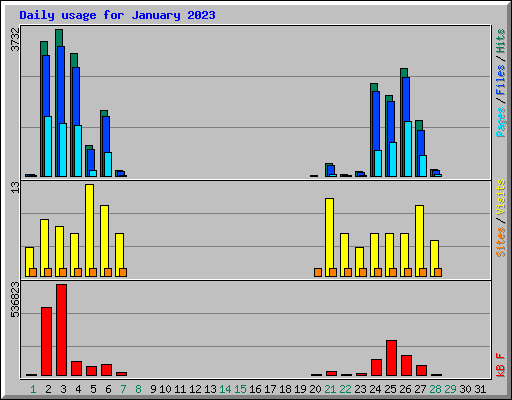 Daily usage for January 2023
3732
Pages / Files / Hits
13
Sites / Visits
536823
kB F
1 2 3 4 5 6 7 8 9 10 11 12 13 14 15 16 17 18 19 20 21 22 23 24 25 26 27 28 29 30 31